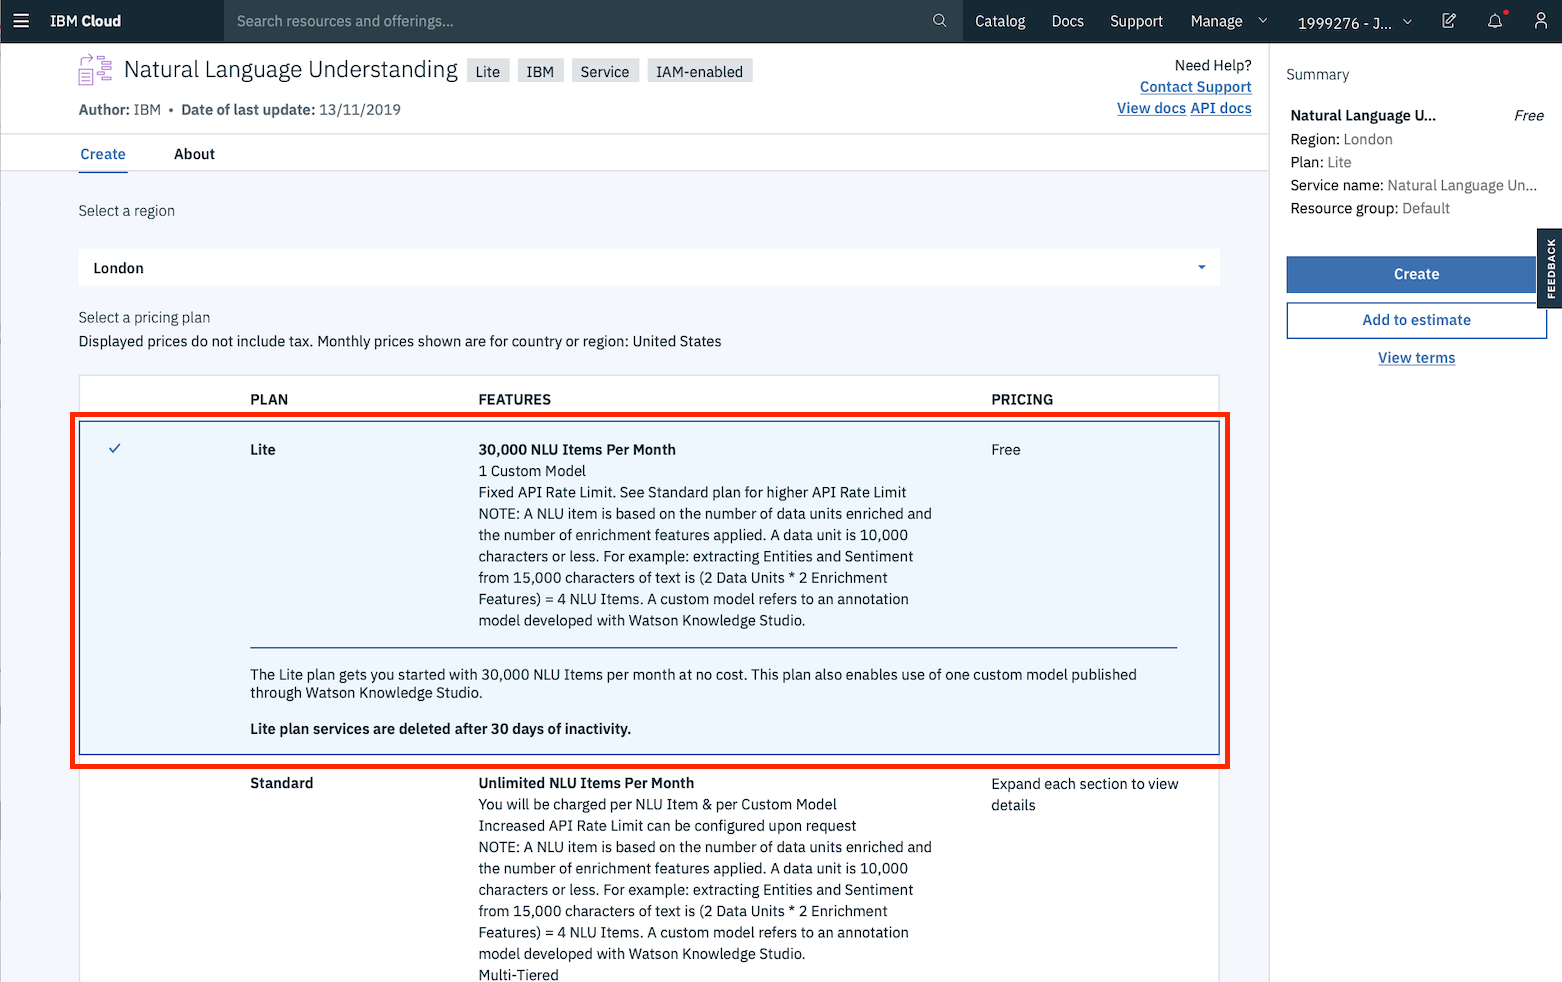 IBM Cloud
Search resources and offerings...
Catalog
Docs
Support
Manage
1999276 - J...
Natural Language Understanding
Lite
IBM
Service
IAM-enabled
Author: IBM • Date of last update: 13/11/2019
Need Help?
Contact Support
View docs API docs
Create
About
Select a region
London
Select a pricing plan
Displayed prices do not include tax. Monthly prices shown are for country or region: United States
PLAN
FEATURES
PRICING
Lite
30,000 NLU Items Per Month
Free
1 Custom Model
Fixed API Rate Limit. See Standard plan for higher API Rate Limit
NOTE: A NLU item is based on the number of data units enriched and
the number of enrichment features applied. A data unit is 10,000
characters or less. For example: extracting Entities and Sentiment
from 15,000 characters of text is (2 Data Units * 2 Enrichment
Features) = 4 NLU Items. A custom model refers to an annotation
model developed with Watson Knowledge Studio.
The Lite plan gets you started with 30,000 NLU Items per month at no cost. This plan also enables use of one custom model published
through Watson Knowledge Studio.
Lite plan services are deleted after 30 days of inactivity.
Standard
Unlimited NLU Items Per Month
Expand each section to view
details
You will be charged per NLU Item & per Custom Model
Increased API Rate Limit can be configured upon request
NOTE: A NLU item is based on the number of data units enriched and
the number of enrichment features applied. A data unit is 10,000
characters or less. For example: extracting Entities and Sentiment
from 15,000 characters of text is (2 Data Units * 2 Enrichment
Features) = 4 NLU Items. A custom model refers to an annotation
model developed with Watson Knowledge Studio.
Multi-Tiered
Summary
Natural Language U...
Free
Region: London
Plan: Lite
Service name: Natural Language Un...
Resource group: Default
Create
Add to estimate
View terms
FEEDBACK